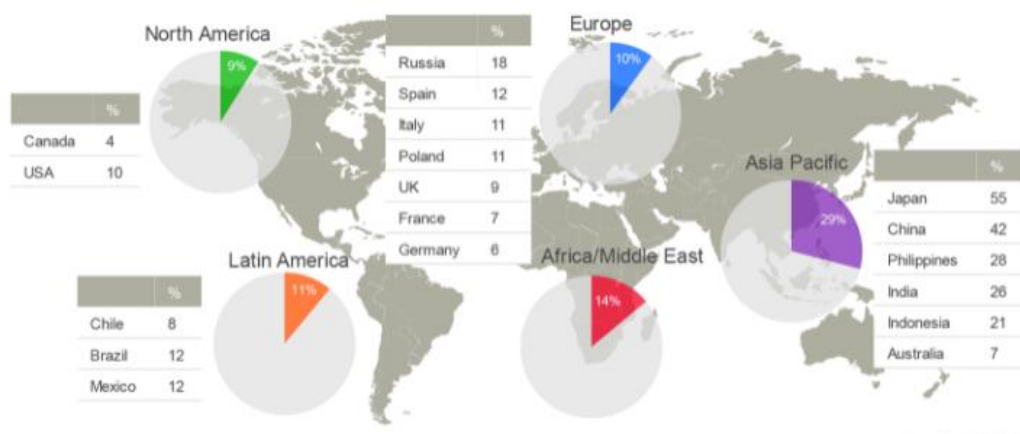 North America
9%
%
Canada 4
USA 10
%
Russia 18
Spain 12
Italy 11
Poland 11
UK 9
France 7
Germany 6
Europe
10%
Asia Pacific
29%
%
Japan 55
China 42
Philippines 28
India 26
Indonesia 21
Australia 7
Latin America
11%
%
Chile 8
Brazil 12
Mexico 12
Africa/Middle East
14%